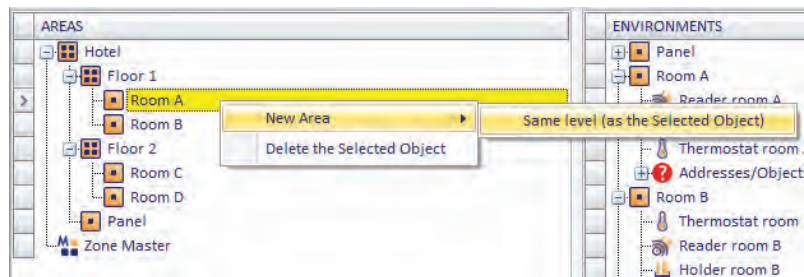 AREAS
Hotel
Floor 1
Room A
Room B
Floor 2
Room C
Room D
Panel
Zone Master
New Area
Same level (as the Selected Object)
Delete the Selected Object
ENVIRONMENTS
Panel
Room A
Reader room A
Thermostat room
Addresses/Object
Room B
Thermostat room
Reader room B
Holder room B